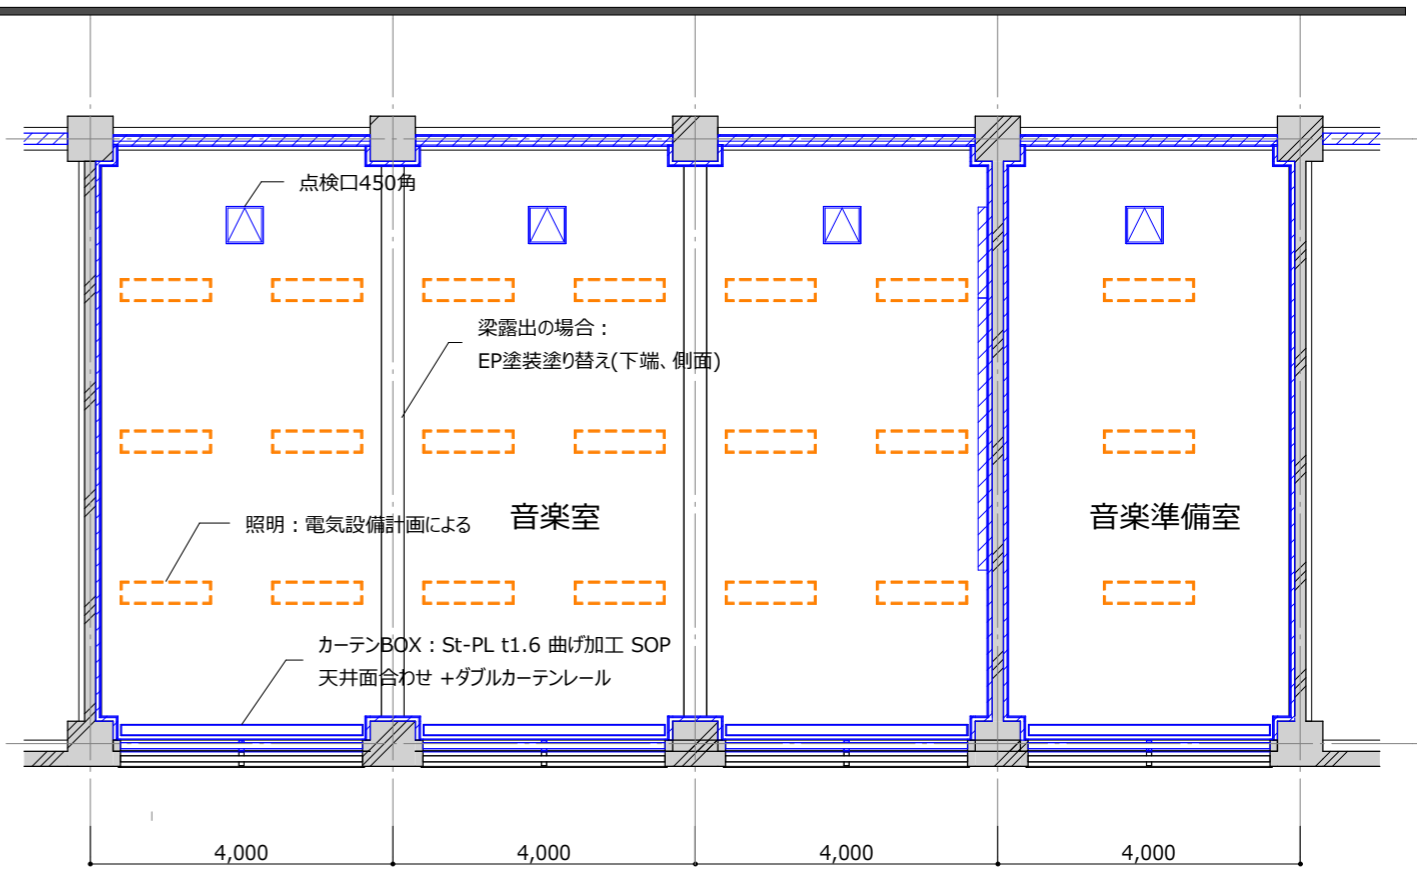 点検口450角
梁露出の場合：
EP塗装塗り替え(下端、側面)
音楽室
音楽準備室
照明：電気設備計画による
カーテンBOX：St-PL t1.6 曲げ加工 SOP
天井面合わせ +ダブルカーテンレール
4,000
4,000
4,000
4,000